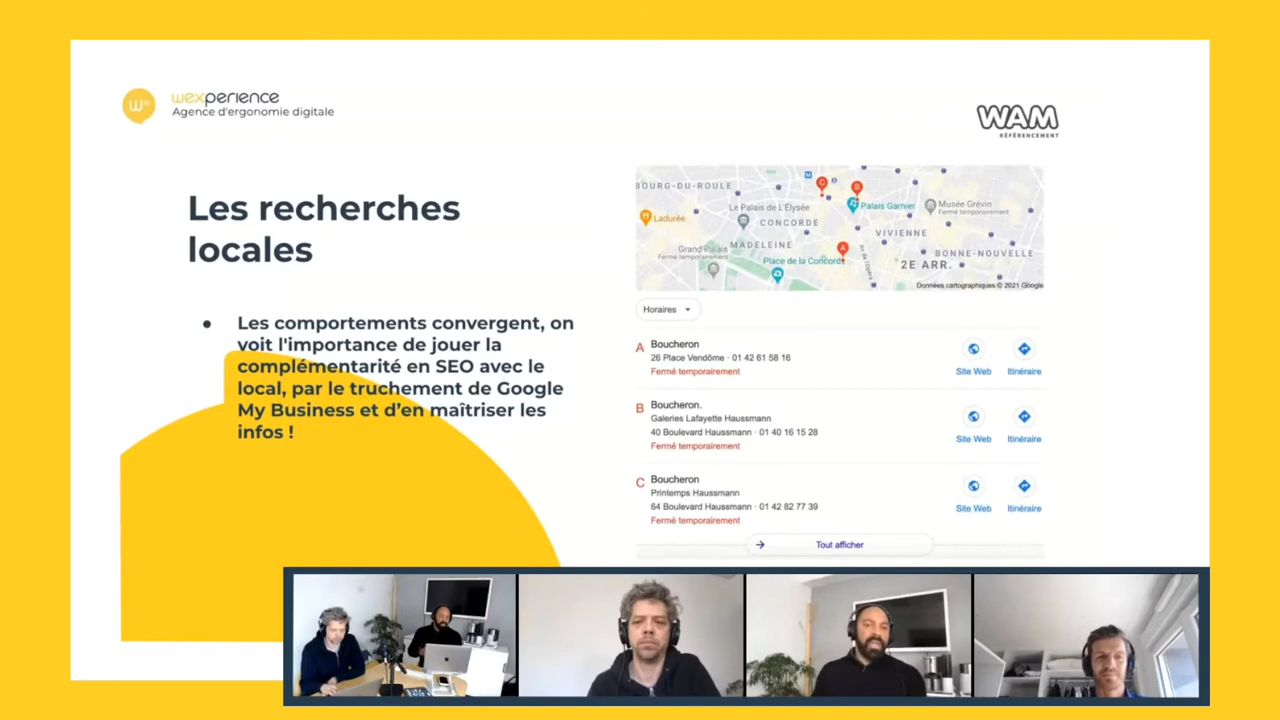 W
wexperience
Agence d'ergonomie digitale
WAM
RÉFÉRENCEMENT
Les recherches
locales
● Les comportements convergent, on
voit l'importance de jouer la
complémentarité en SEO avec le
local, par le truchement de Google
My Business et d'en maîtriser les
infos !
BOURG-DU-ROULE
C
B
Le Palais de L'Élysée
Palais Garnier
Musée Grévin
Fermé temporairement
Ladurée
CONCORDE
VIVIENNE
MADELEINE
A
Grand Palais
Fermé temporairement
BONNE-NOUVELLE
Place de la Concorde
Av. de l'Opéra
2E ARR.
Données cartographiques © 2021 Google
Horaires
A Boucheron
26 Place Vendôme · 01 42 61 58 16
Fermé temporairement
Site Web Itinéraire
B Boucheron.
Galeries Lafayette Haussmann
40 Boulevard Haussmann · 01 40 16 15 28
Fermé temporairement
Site Web Itinéraire
C Boucheron
Printemps Haussmann
64 Boulevard Haussmann · 01 42 82 77 39
Fermé temporairement
Site Web Itinéraire
Tout afficher